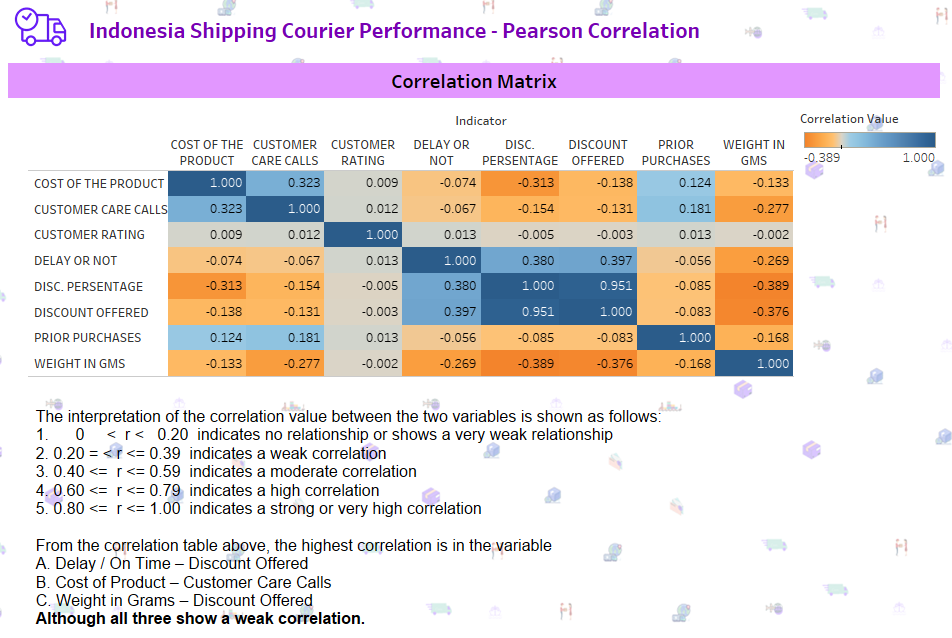 Indonesia Shipping Courier Performance - Pearson Correlation
Correlation Matrix
Indicator
Correlation Value
-0.389 1.000
COST OF THE PRODUCT CUSTOMER CARE CALLS CUSTOMER RATING DELAY OR NOT DISC. PERSENTAGE DISCOUNT OFFERED PRIOR PURCHASES WEIGHT IN GMS
COST OF THE PRODUCT 1.000 0.323 0.009 -0.074 -0.313 -0.138 0.124 -0.133
CUSTOMER CARE CALLS 0.323 1.000 0.012 -0.067 -0.154 -0.131 0.181 -0.277
CUSTOMER RATING 0.009 0.012 1.000 0.013 -0.005 -0.003 0.013 -0.002
DELAY OR NOT -0.074 -0.067 0.013 1.000 0.380 0.397 -0.056 -0.269
DISC. PERSENTAGE -0.313 -0.154 -0.005 0.380 1.000 0.951 -0.085 -0.389
DISCOUNT OFFERED -0.138 -0.131 -0.003 0.397 0.951 1.000 -0.083 -0.376
PRIOR PURCHASES 0.124 0.181 0.013 -0.056 -0.085 -0.083 1.000 -0.168
WEIGHT IN GMS -0.133 -0.277 -0.002 -0.269 -0.389 -0.376 -0.168 1.000
The interpretation of the correlation value between the two variables is shown as follows:
1. 0 < r < 0.20 indicates no relationship or shows a very weak relationship
2. 0.20 = < r <= 0.39 indicates a weak correlation
3. 0.40 <= r <= 0.59 indicates a moderate correlation
4. 0.60 <= r <= 0.79 indicates a high correlation
5. 0.80 <= r <= 1.00 indicates a strong or very high correlation
From the correlation table above, the highest correlation is in the variable
A. Delay / On Time – Discount Offered
B. Cost of Product – Customer Care Calls
C. Weight in Grams – Discount Offered
Although all three show a weak correlation.